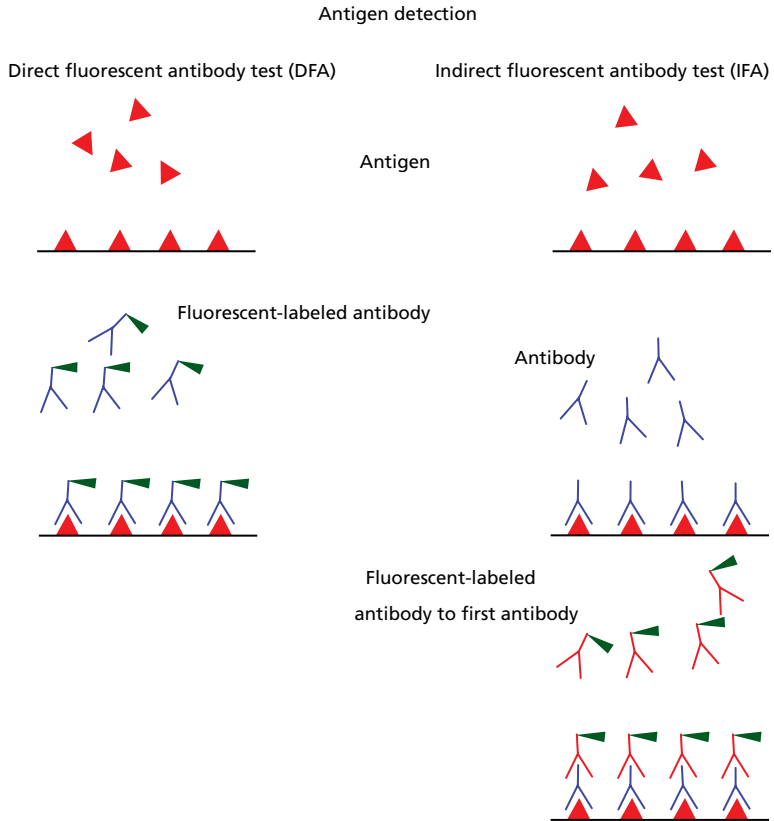 Antigen detection
Direct fluorescent antibody test (DFA)
Indirect fluorescent antibody test (IFA)
Antigen
Fluorescent-labeled antibody
Antibody
Fluorescent-labeled
antibody to first antibody